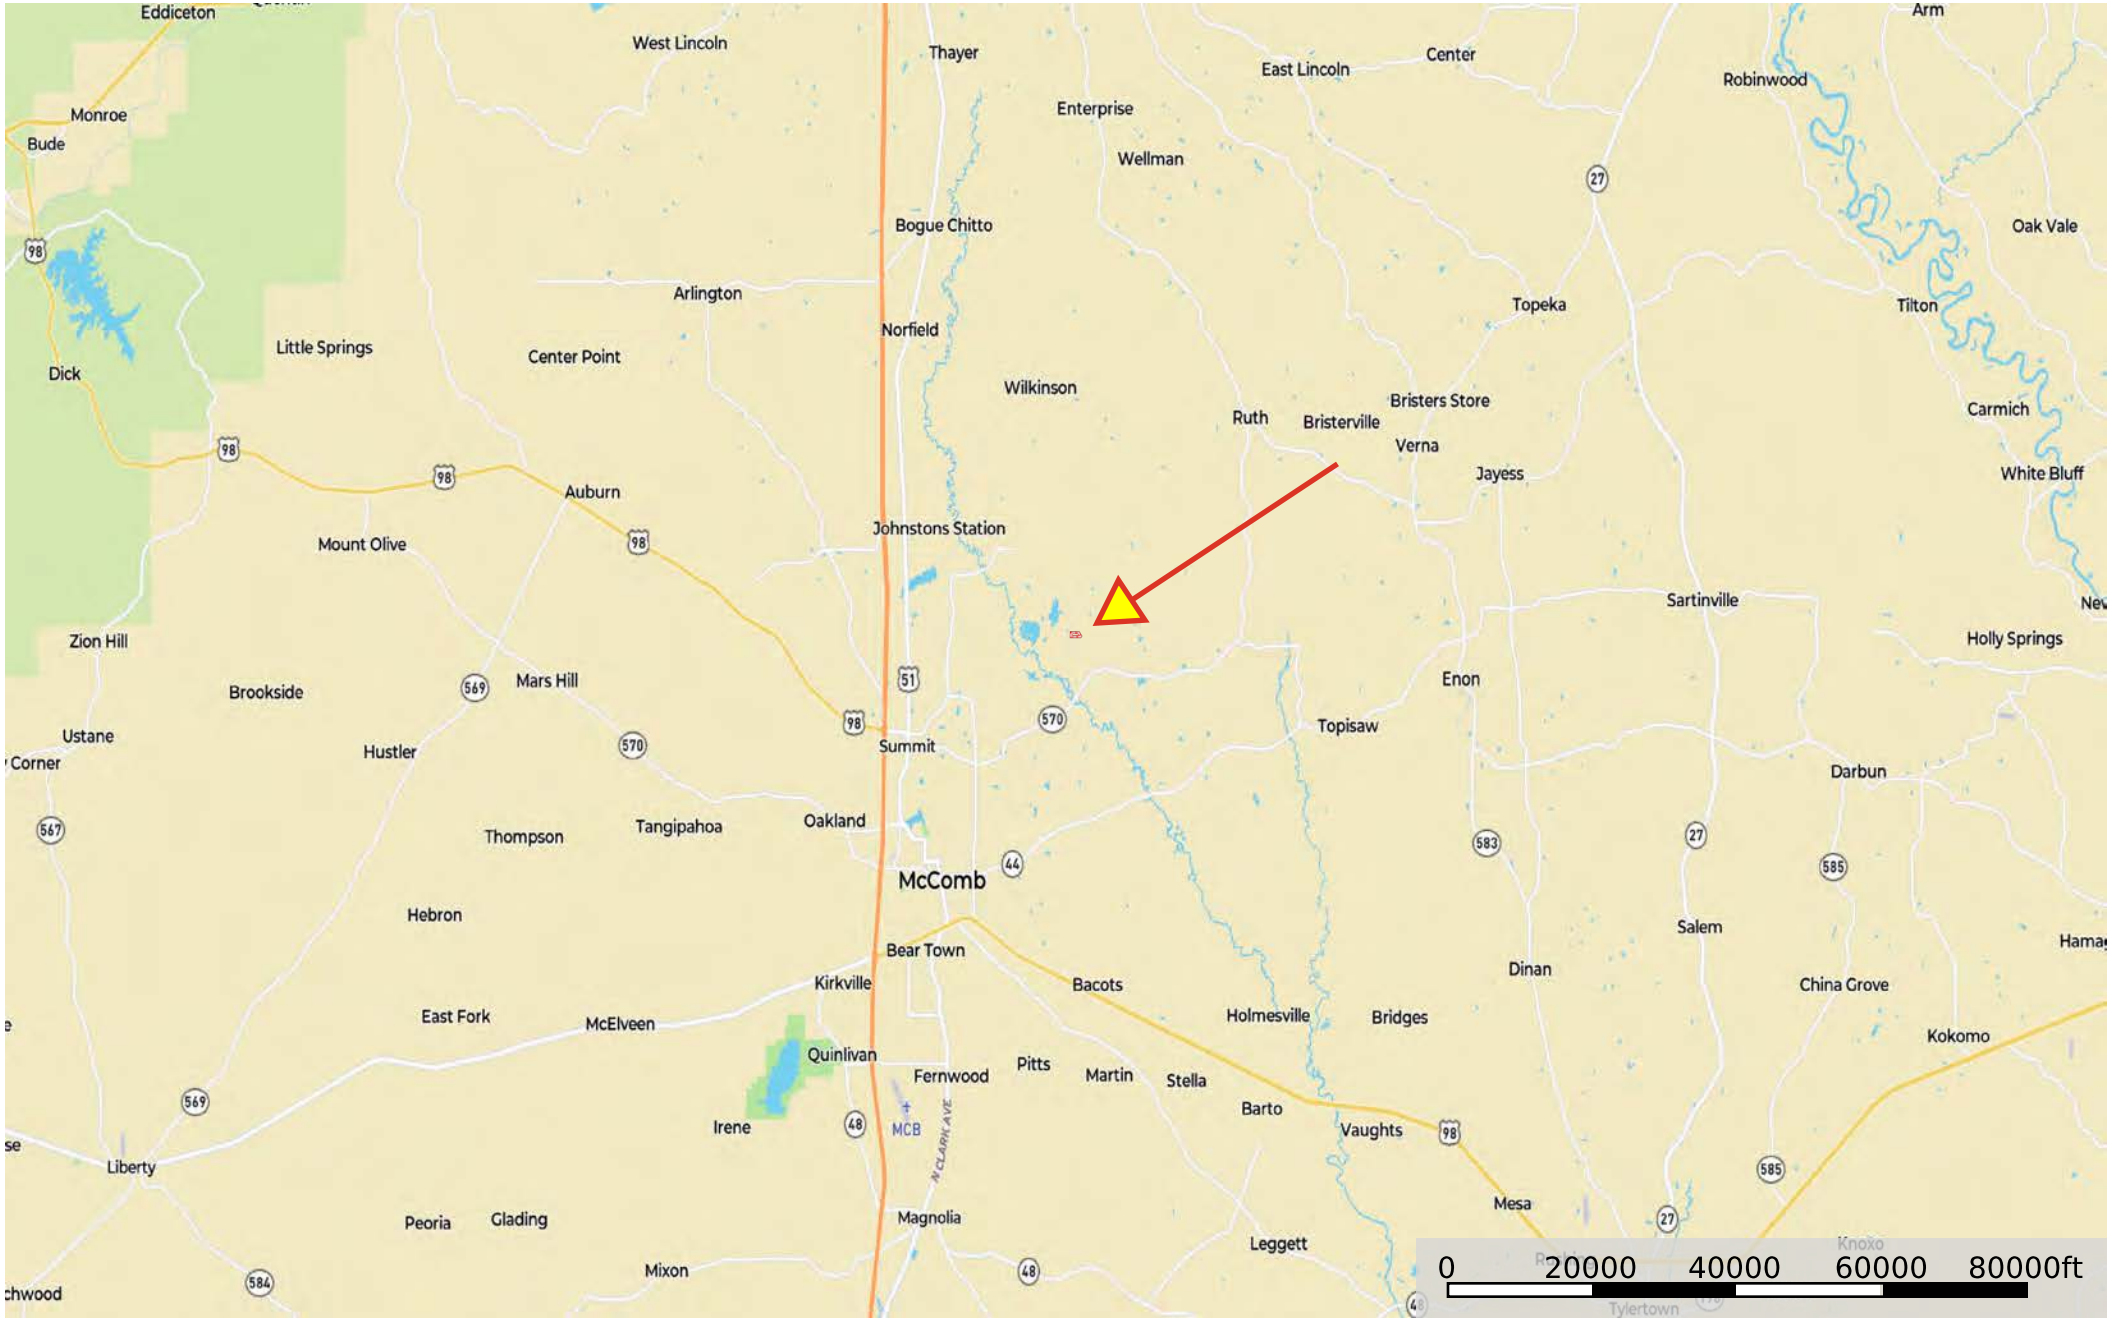 Eddiceton
West Lincoln
Thayer
Center
Arm
East Lincoln
Robinwood
Monroe
Enterprise
Bude
Wellman
27
98
Bogue Chitto
Oak Vale
Arlington
Topeka
Tilton
Norfield
Little Springs
Center Point
Dick
Wilkinson
Bristers Store
Carmich
Ruth
Bristerville
98
Verna
98
Jayess
White Bluff
Auburn
98
Johnstons Station
Mount Olive
Sartinville
Zion Hill
Holly Springs
51
569
Mars Hill
Enon
Brookside
98
570
Topisaw
Ustane
570
Summit
Hustler
Corner
Darbun
567
Thompson
Tangipahoa
Oakland
583
27
585
44
McComb
Hebron
Salem
Bear Town
Dinan
Kirkville
Bacots
China Grove
East Fork
McElveen
Holmesville
Bridges
Kokomo
Quinlivan
Fernwood
Pitts
Martin
Stella
569
Irene
48
MCB
N CLARK AVE
Barto
Vaughts
98
Liberty
585
Peoria
Glading
Magnolia
Mesa
27
Leggett
Knoxo
Mixon
48
584
0 20000 40000 60000 80000ft
chwood
48
Tylertown